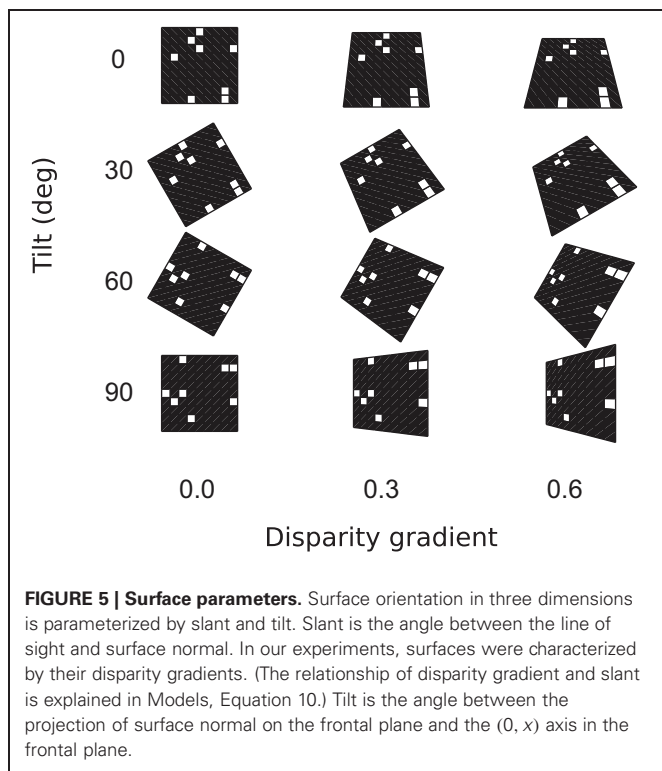 0
Tilt (deg)
30
60
90
0.0 0.3 0.6
Disparity gradient
FIGURE 5 | Surface parameters. Surface orientation in three dimensions
is parameterized by slant and tilt. Slant is the angle between the line of
sight and surface normal. In our experiments, surfaces were characterized
by their disparity gradients. (The relationship of disparity gradient and slant
is explained in Models, Equation 10.) Tilt is the angle between the
projection of surface normal on the frontal plane and the (0, x) axis in the
frontal plane.